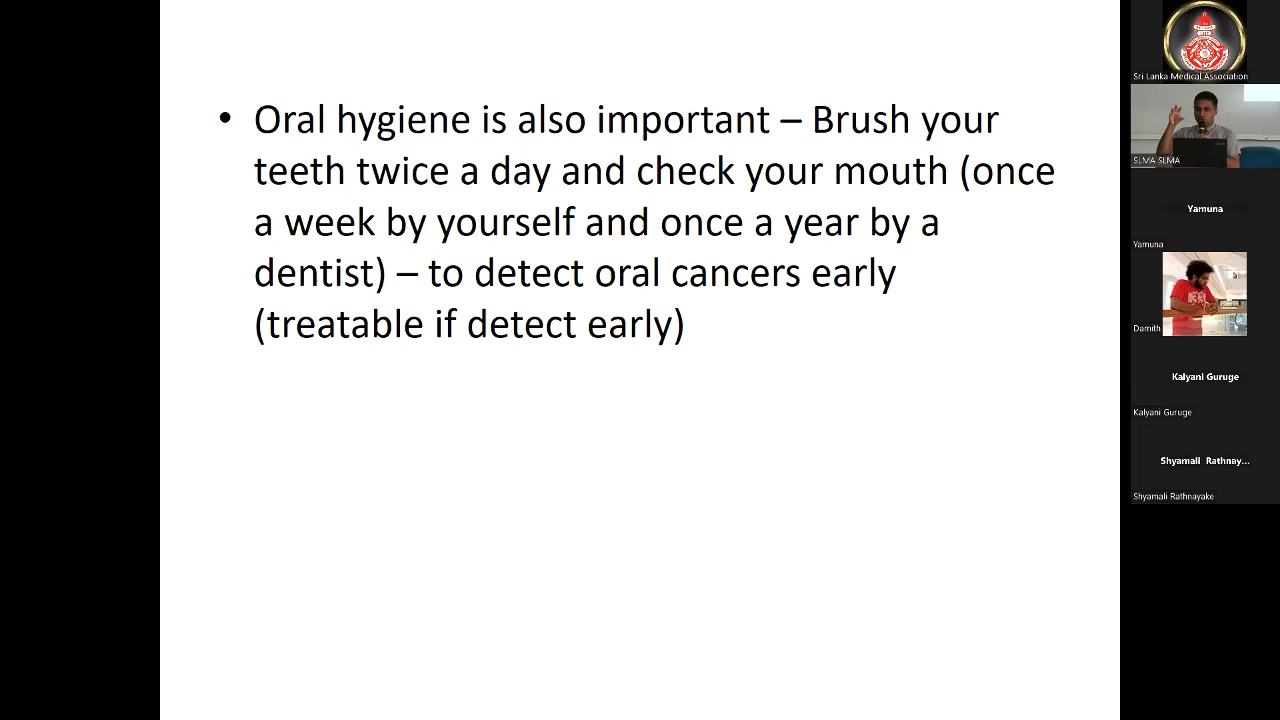 • Oral hygiene is also important – Brush your
teeth twice a day and check your mouth (once
a week by yourself and once a year by a
dentist) – to detect oral cancers early
(treatable if detect early)
Sri Lanka Medical Association
SLMA SLMA
Yamuna
Yamuna
Damith
Kalyani Guruge
Kalyani Guruge
Shyamali Rathnay...
Shyamali Rathnayake